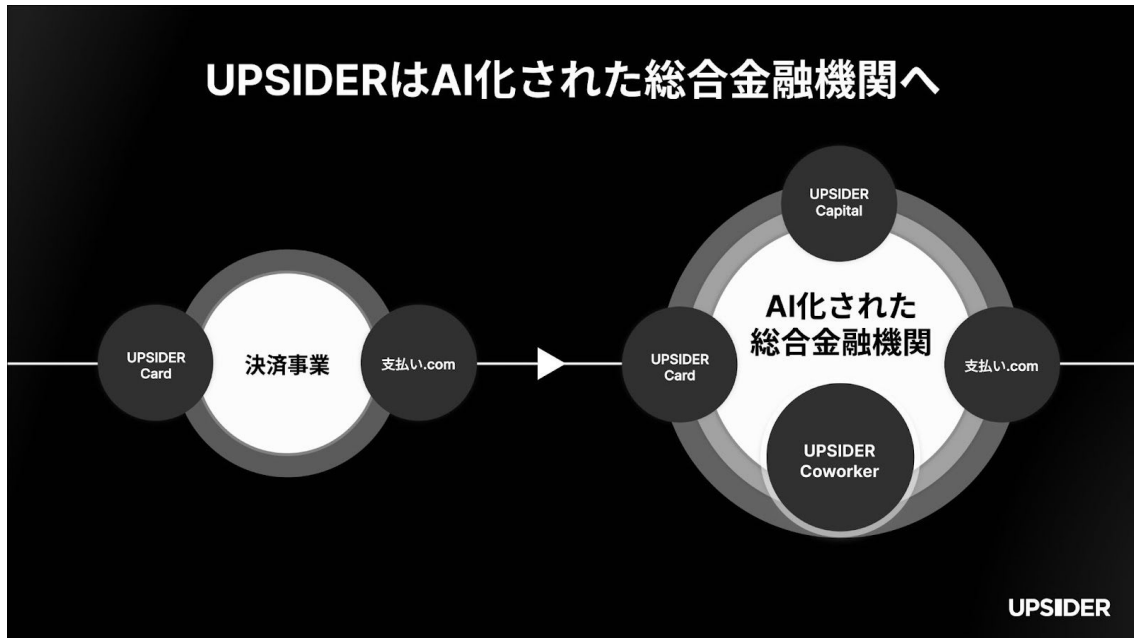 UPSIDERはAI化された総合金融機関へ
UPSIDER
Card
決済事業
支払い.com
UPSIDER
Capital
UPSIDER
Card
AI化された
総合金融機関
支払い.com
UPSIDER
Coworker
UPSIDER